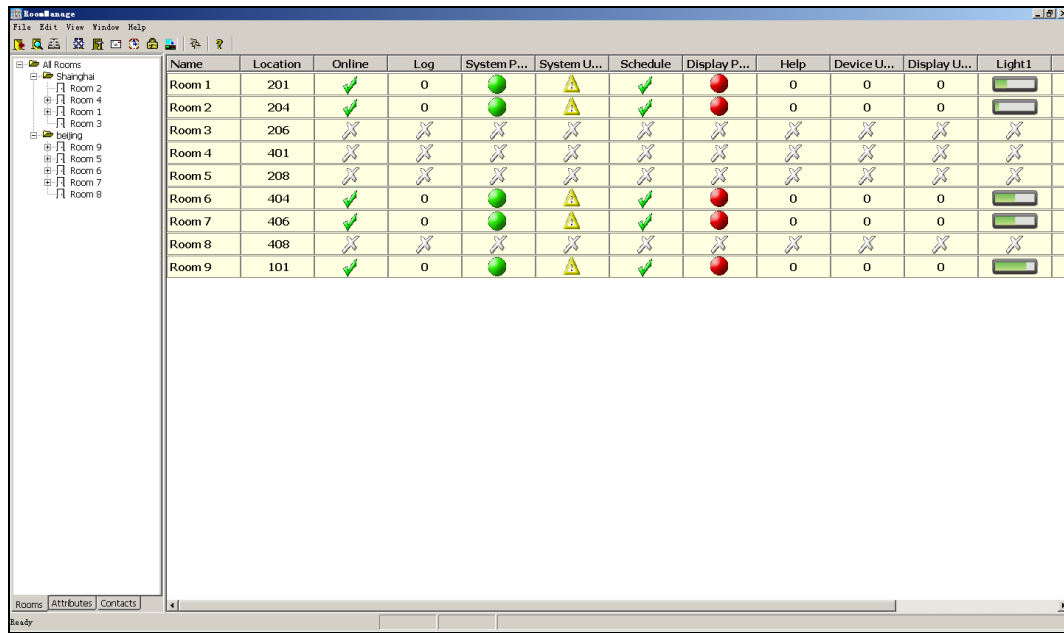 RoomManage
File Edit View Window Help
All Rooms
Shainghai
Room 2
Room 4
Room 1
Room 3
beijing
Room 9
Room 5
Room 6
Room 7
Room 8
Name Location Online Log System P... System U... Schedule Display P... Help Device U... Display U... Light1
Room 1 201 0 0 0 0
Room 2 204 0 0 0 0
Room 3 206
Room 4 401
Room 5 208
Room 6 404 0 0 0 0
Room 7 406 0 0 0 0
Room 8 408
Room 9 101 0 0 0 0
Rooms Attributes Contacts
Ready